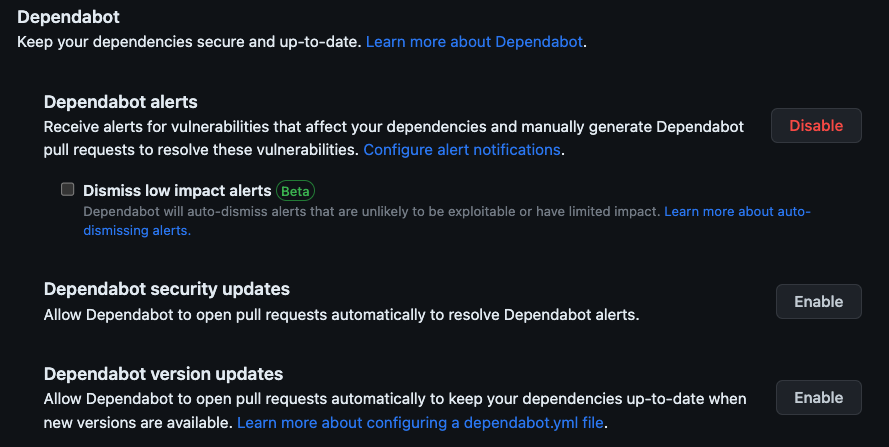 Dependabot
Keep your dependencies secure and up-to-date. Learn more about Dependabot.
Dependabot alerts
Receive alerts for vulnerabilities that affect your dependencies and manually generate Dependabot
pull requests to resolve these vulnerabilities. Configure alert notifications.
Disable
Dismiss low impact alerts Beta
Dependabot will auto-dismiss alerts that are unlikely to be exploitable or have limited impact. Learn more about auto-
dismissing alerts.
Dependabot security updates
Allow Dependabot to open pull requests automatically to resolve Dependabot alerts.
Enable
Dependabot version updates
Allow Dependabot to open pull requests automatically to keep your dependencies up-to-date when
new versions are available. Learn more about configuring a dependabot.yml file.
Enable